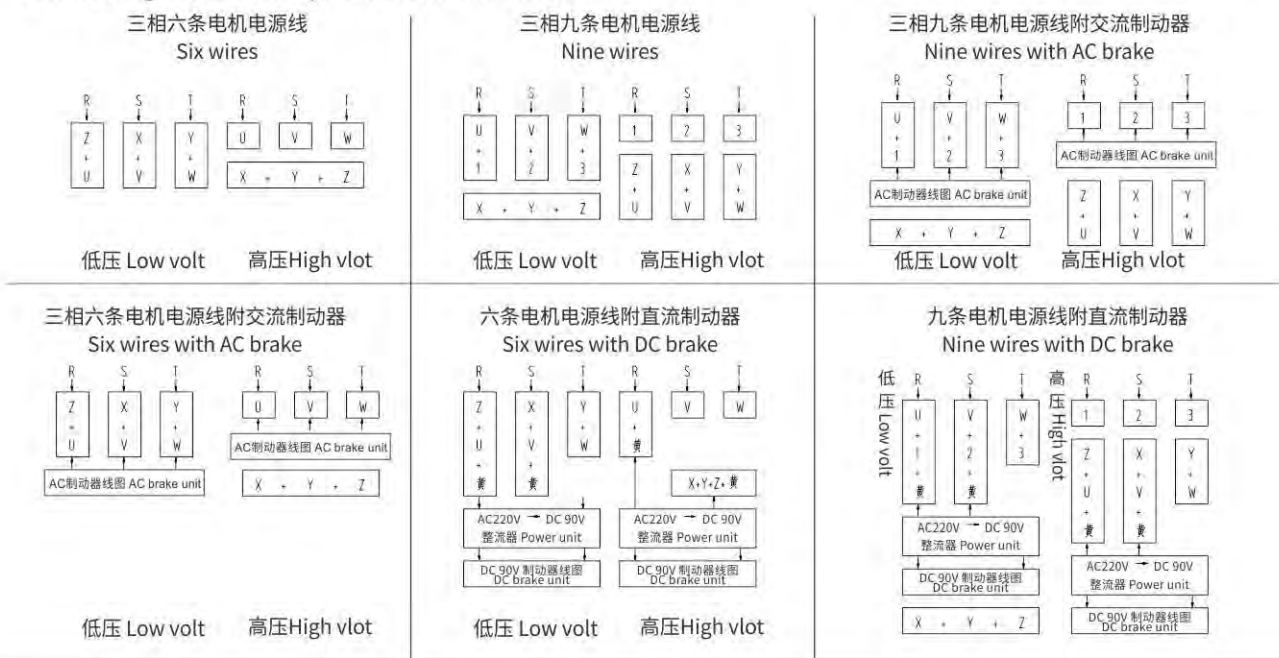 三相六条电机电源线
Six wires
R S T R S T
Z+U X+V Y+W U V W
X + Y + Z
低压 Low volt 高压High vlot
三相九条电机电源线
Nine wires
R S T R S T
U+1 V+2 W+3 1 2 3
Z+U X+V Y+W
X + Y + Z
低压 Low volt 高压High vlot
三相九条电机电源线附交流制动器
Nine wires with AC brake
R S T R S T
U+1 V+2 W+3 1 2 3
AC制动器线图 AC brake unit
AC制动器线图 AC brake unit
Z+U X+V Y+W
X + Y + Z
低压 Low volt 高压High vlot
三相六条电机电源线附交流制动器
Six wires with AC brake
R S T R S T
Z+U X+V Y+W U V W
AC制动器线图 AC brake unit
AC制动器线图 AC brake unit
X + Y + Z
低压 Low volt 高压High vlot
六条电机电源线附直流制动器
Six wires with DC brake
R S T R S T
Z+U+黄 X+V+黄 Y+W U+黄 V W
X+Y+Z+黄
AC220V → DC 90V
整流器 Power unit
AC220V → DC 90V
整流器 Power unit
DC 90V 制动器线图
DC brake unit
DC 90V 制动器线图
DC brake unit
低压 Low volt 高压High vlot
九条电机电源线附直流制动器
Nine wires with DC brake
低压 Low volt
R S T
U+1+黄 V+2+黄 W+3
AC220V → DC 90V
整流器 Power unit
DC 90V 制动器线图
DC brake unit
X + Y + Z
高压 High vlot
R S T
1 2 3
Z+U+黄 X+V+黄 Y+W
AC220V → DC 90V
整流器 Power unit
DC 90V 制动器线图
DC brake unit